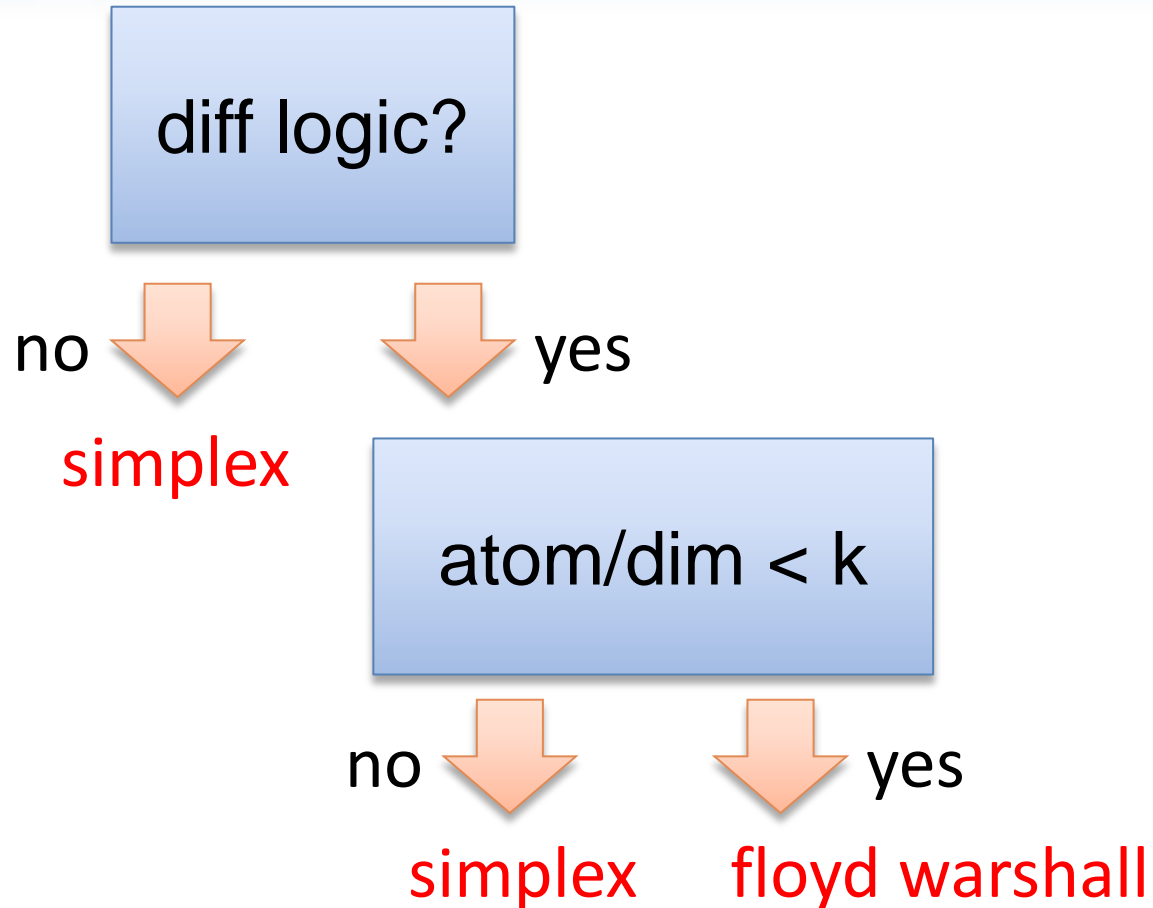 diff logic?
no
yes
simplex
atom/dim < k
no
yes
simplex
floyd warshall